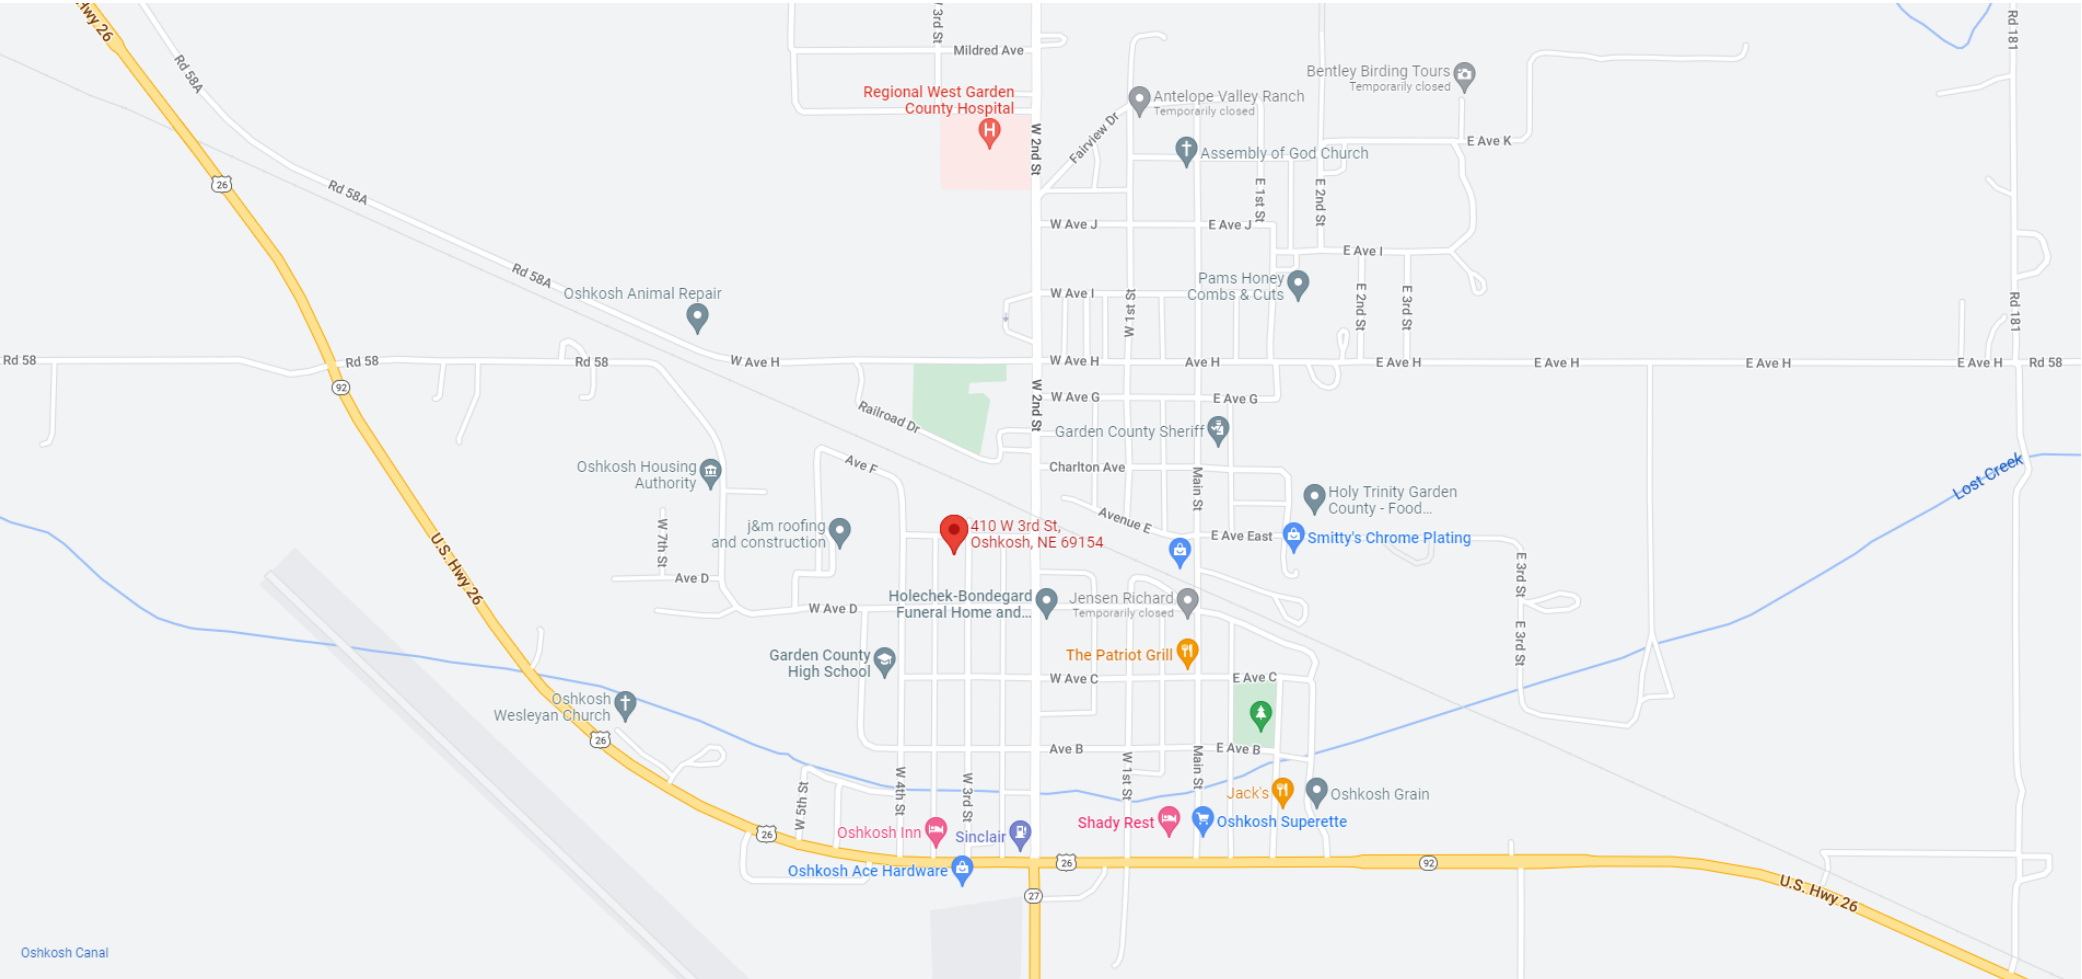 Hwy 26
W 3rd St
Rd 181
Mildred Ave
Rd 58A
Bentley Birding Tours
Temporarily closed
Regional West Garden
County Hospital
H
Antelope Valley Ranch
Temporarily closed
Fairview Dr
W 2nd St
E Ave K
Assembly of God Church
26
Rd 58A
E 1st St
E 2nd St
W Ave J
E Ave J
E Ave I
Rd 58A
Pams Honey
Combs & Cuts
Oshkosh Animal Repair
W Ave I
W 1st St
E 2nd St
E 3rd St
Rd 181
Rd 58
Rd 58
Rd 58
W Ave H
W Ave H
Ave H
E Ave H
E Ave H
E Ave H
E Ave H
Rd 58
92
W 2nd St
W Ave G
E Ave G
Railroad Dr
Garden County Sheriff
Oshkosh Housing
Authority
Ave F
Charlton Ave
Main St
Lost Creek
Holy Trinity Garden
County - Food...
j&m roofing
and construction
410 W 3rd St,
Oshkosh, NE 69154
Avenue E
E Ave East
Smitty's Chrome Plating
W 7th St
U.S. Hwy 26
Ave D
E 3rd St
Holechek-Bondegard
Funeral Home and...
Jensen Richard
Temporarily closed
W Ave D
E 3rd St
Garden County
High School
The Patriot Grill
W Ave C
E Ave C
Oshkosh
Wesleyan Church
26
Ave B
E Ave B
W 5th St
W 4th St
W 3rd St
W 1st St
Main St
Jack's
Oshkosh Grain
Oshkosh Inn
Sinclair
Shady Rest
Oshkosh Superette
26
26
92
Oshkosh Ace Hardware
27
U.S. Hwy 26
Oshkosh Canal